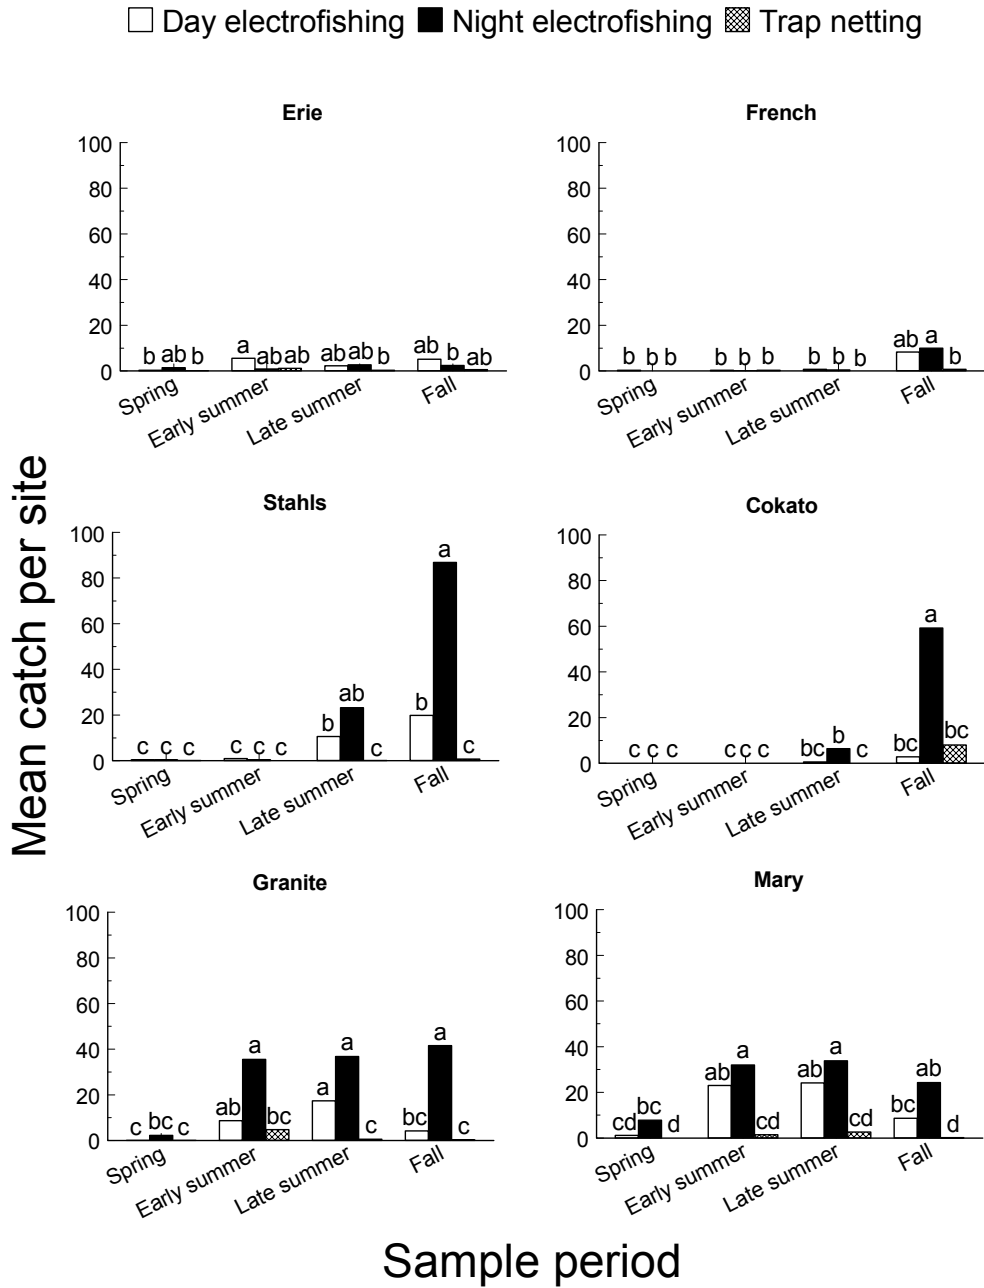 Day electrofishing Night electrofishing Trap netting
Erie
100
80
60
40
20
0
b ab b a ab ab ab ab b ab b ab
Spring Early summer Late summer Fall
French
100
80
60
40
20
0
b b b b b b b b b ab a b
Spring Early summer Late summer Fall
Mean catch per site
Stahls
100
80
60
40
20
0
c c c c c c b ab c b a c
Spring Early summer Late summer Fall
Cokato
100
80
60
40
20
0
c c c c c c bc b c bc a bc
Spring Early summer Late summer Fall
Granite
100
80
60
40
20
0
c bc c ab a bc a a c bc a c
Spring Early summer Late summer Fall
Mary
100
80
60
40
20
0
cd bc d ab a cd ab a cd bc ab d
Spring Early summer Late summer Fall
Sample period